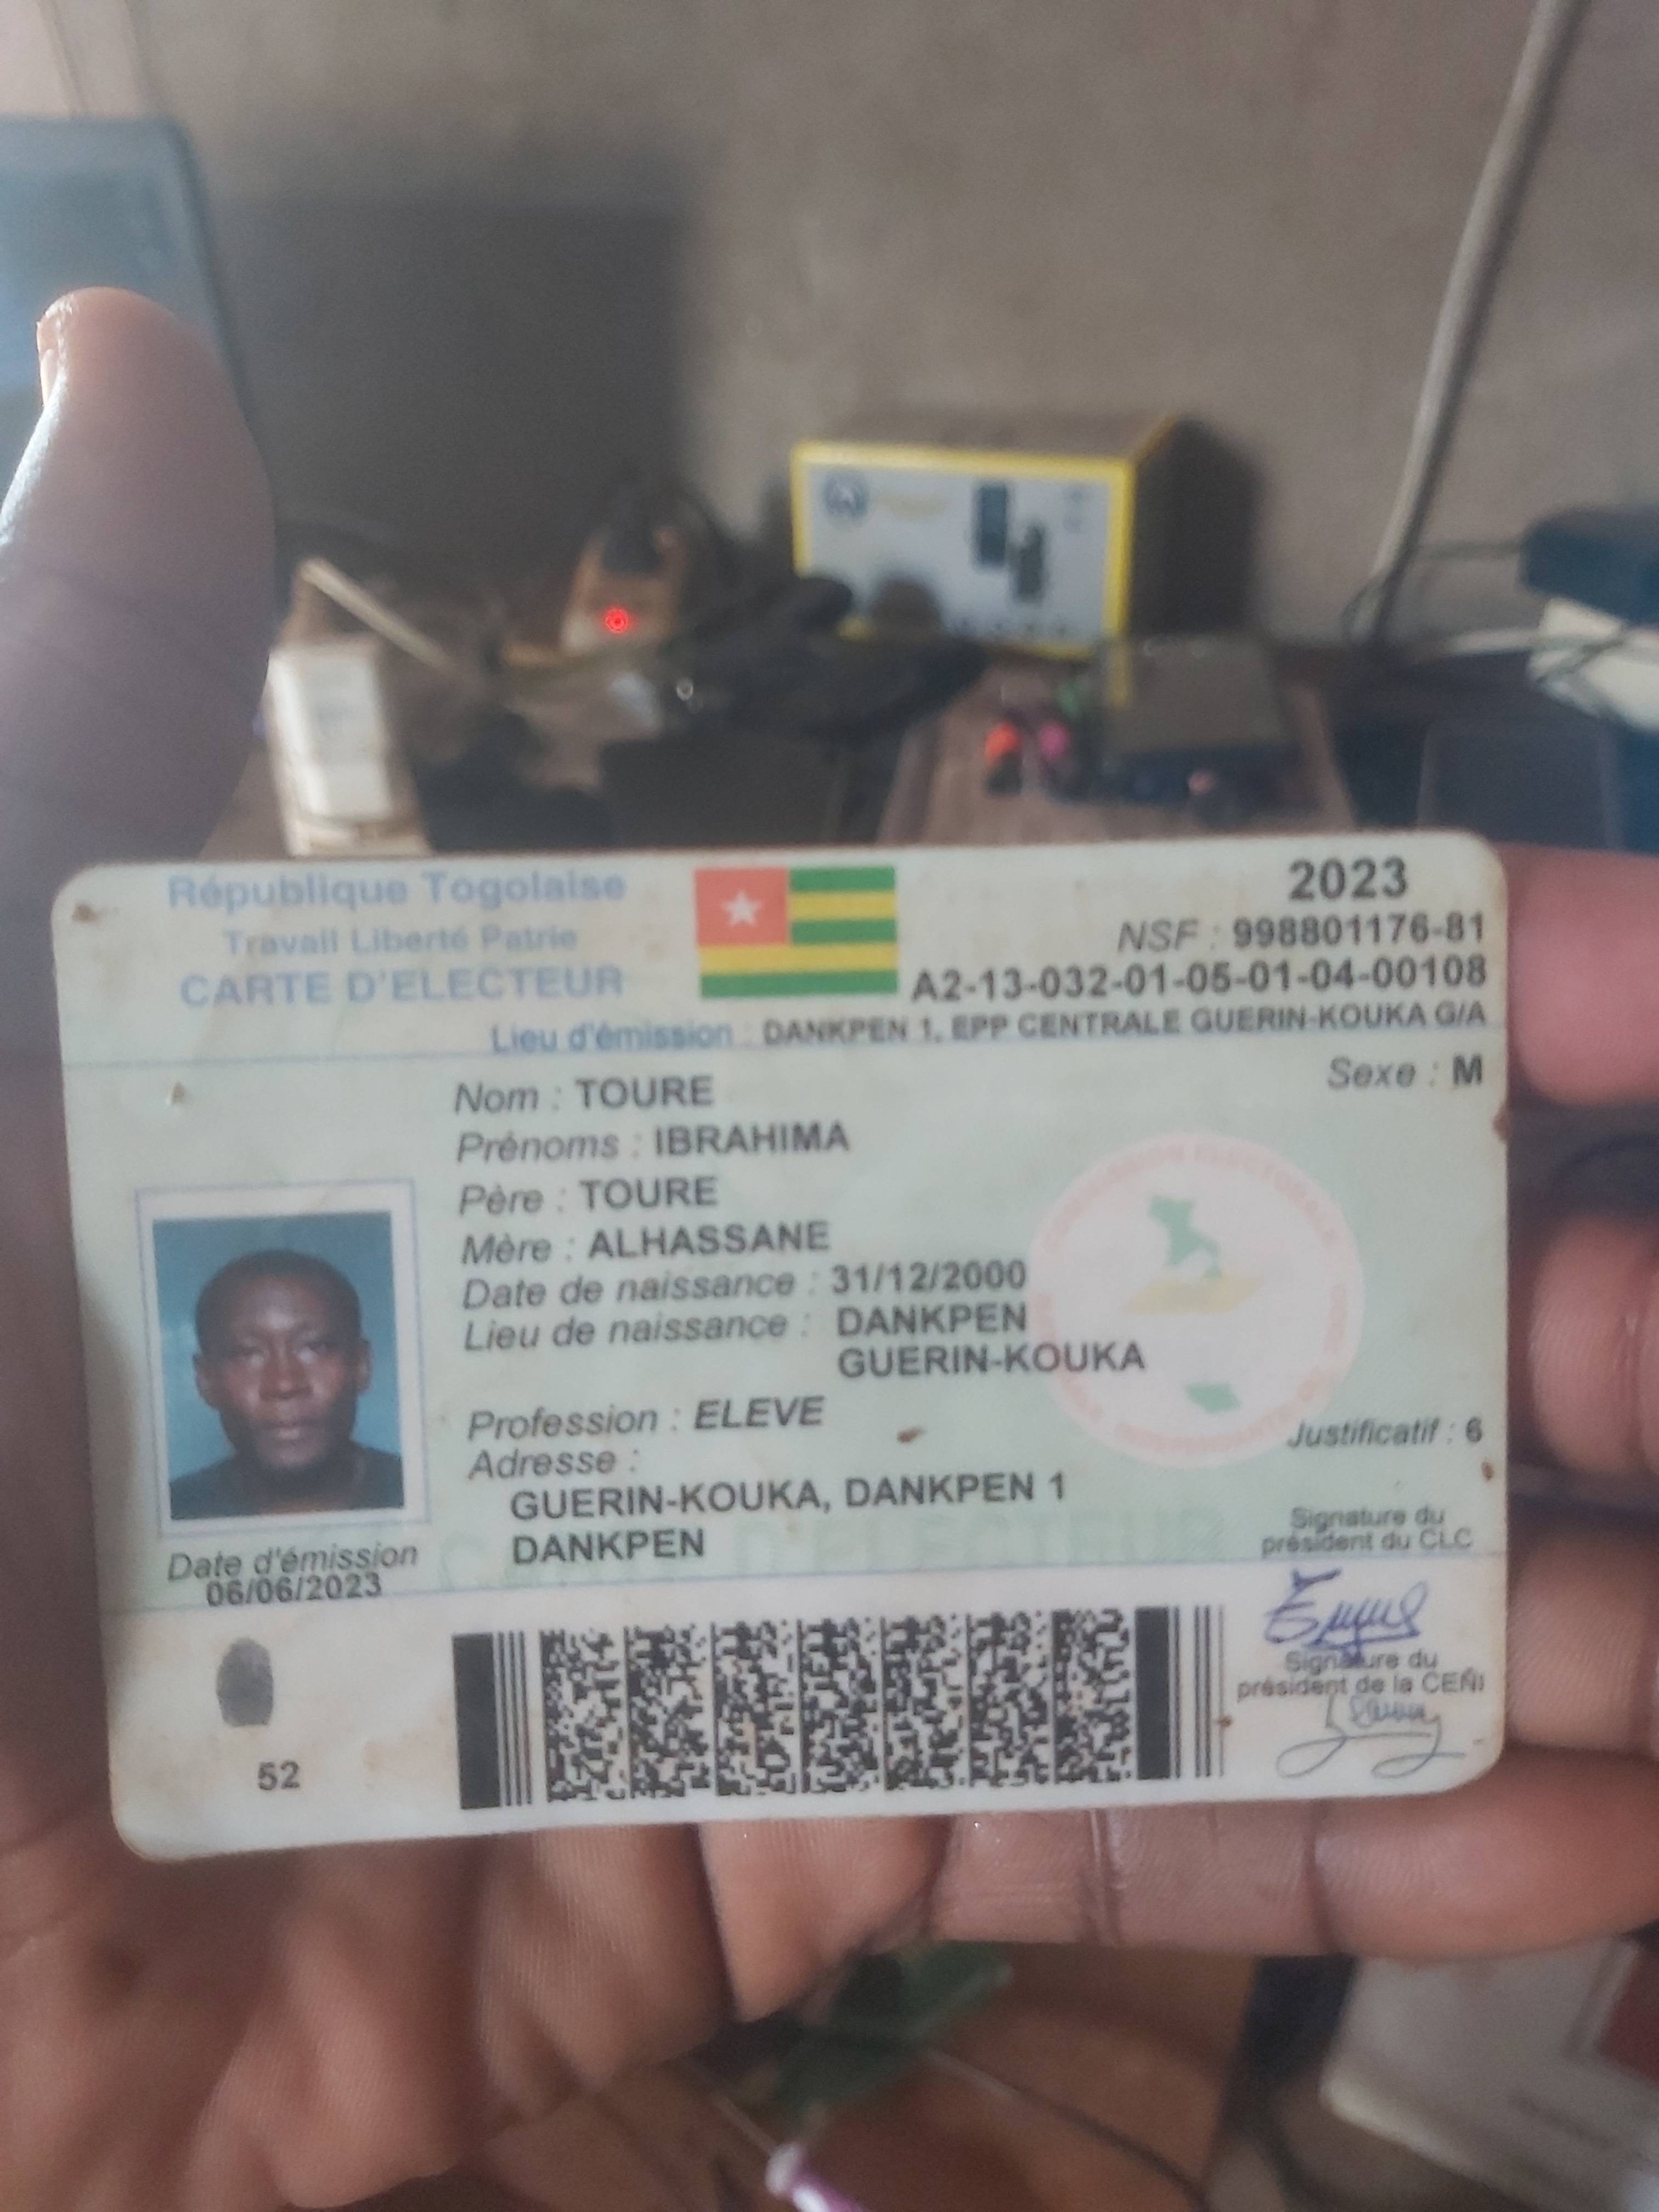 République Togolaise
Travail Liberté Patrie
CARTE D'ELECTEUR
2023
NSF : 998801176-81
A2-13-032-01-05-01-04-00108
Lieu d'émission : DANKPEN 1, EPP CENTRALE GUERIN-KOUKA G/A
Sexe : M
Nom : TOURE
Prénoms : IBRAHIMA
Père : TOURE
Mère : ALHASSANE
Date de naissance : 31/12/2000
Lieu de naissance : DANKPEN
GUERIN-KOUKA
Profession : ELEVE
Justificatif : 6
Adresse :
GUERIN-KOUKA, DANKPEN 1
DANKPEN
Date d'émission
06/06/2023
Signature du
président du CLC
Signature du
président de la CENI
52